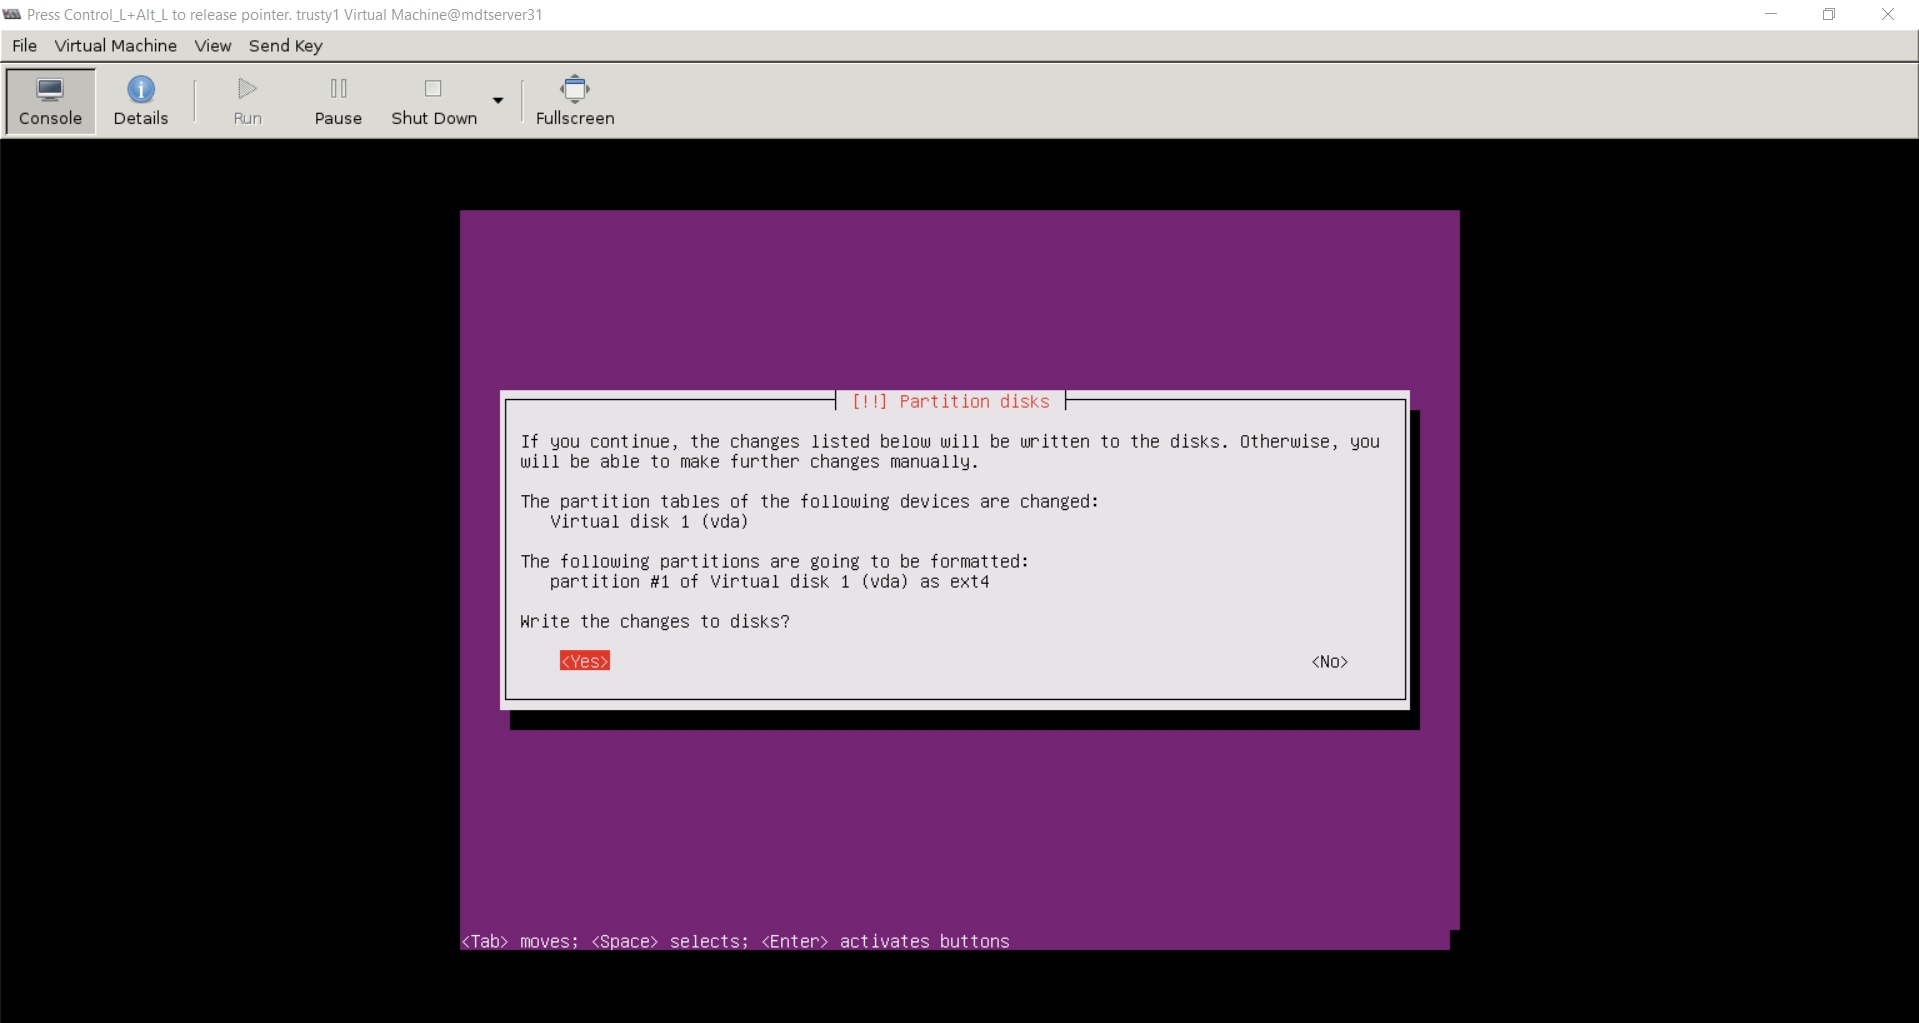 Press Control_L+Alt_L to release pointer. trusty1 Virtual Machine@mdtserver31
File Virtual Machine View Send Key
Console Details Run Pause Shut Down Fullscreen
[!!] Partition disks
If you continue, the changes listed below will be written to the disks. Otherwise, you
will be able to make further changes manually.
The partition tables of the following devices are changed:
Virtual disk 1 (vda)
The following partitions are going to be formatted:
partition #1 of Virtual disk 1 (vda) as ext4
Write the changes to disks?
<Yes> <No>
<Tab> moves; <Space> selects; <Enter> activates buttons